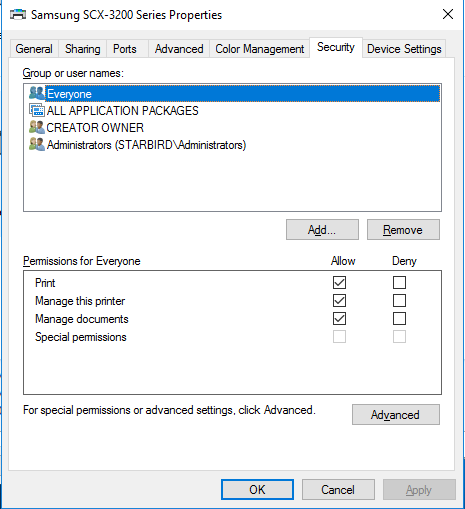 Samsung SCX-3200 Series Properties
General Sharing Ports Advanced Color Management Security Device Settings
Group or user names:
Everyone
ALL APPLICATION PACKAGES
CREATOR OWNER
Administrators (STARBIRD\Administrators)
Add... Remove
Permissions for Everyone Allow Deny
Print
Manage this printer
Manage documents
Special permissions
For special permissions or advanced settings, click Advanced. Advanced
OK Cancel Apply